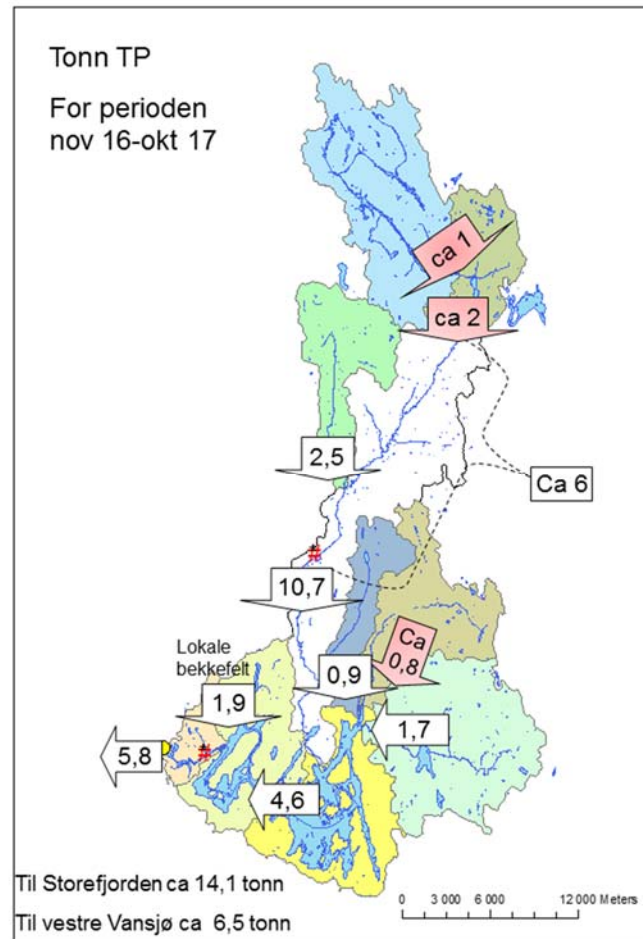 Tonn TP
For perioden
nov 16-okt 17
ca 1
ca 2
2,5
Ca 6
10,7
Ca
0,8
Lokale
bekkefelt
0,9
1,9
1,7
5,8
4,6
Til Storefjorden ca 14,1 tonn
Til vestre Vansjø ca 6,5 tonn
0 3 000 6 000 12 000 Meters